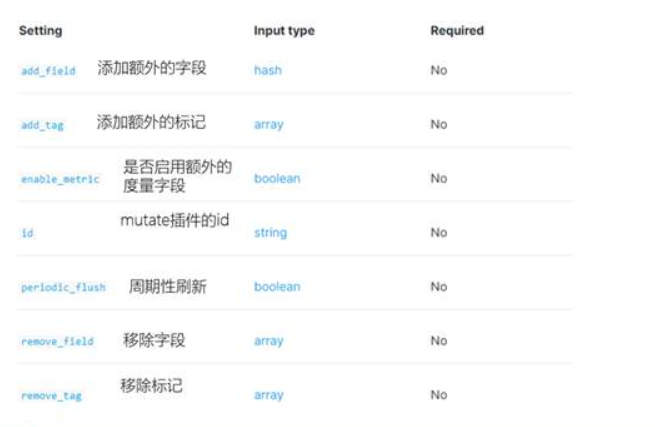 Setting Input type Required
add_field 添加额外的字段 hash No
add_tag 添加额外的标记 array No
enable_metric 是否启用额外的
度量字段 boolean No
id mutate插件的id string No
periodic_flush 周期性刷新 boolean No
remove_field 移除字段 array No
remove_tag 移除标记 array No